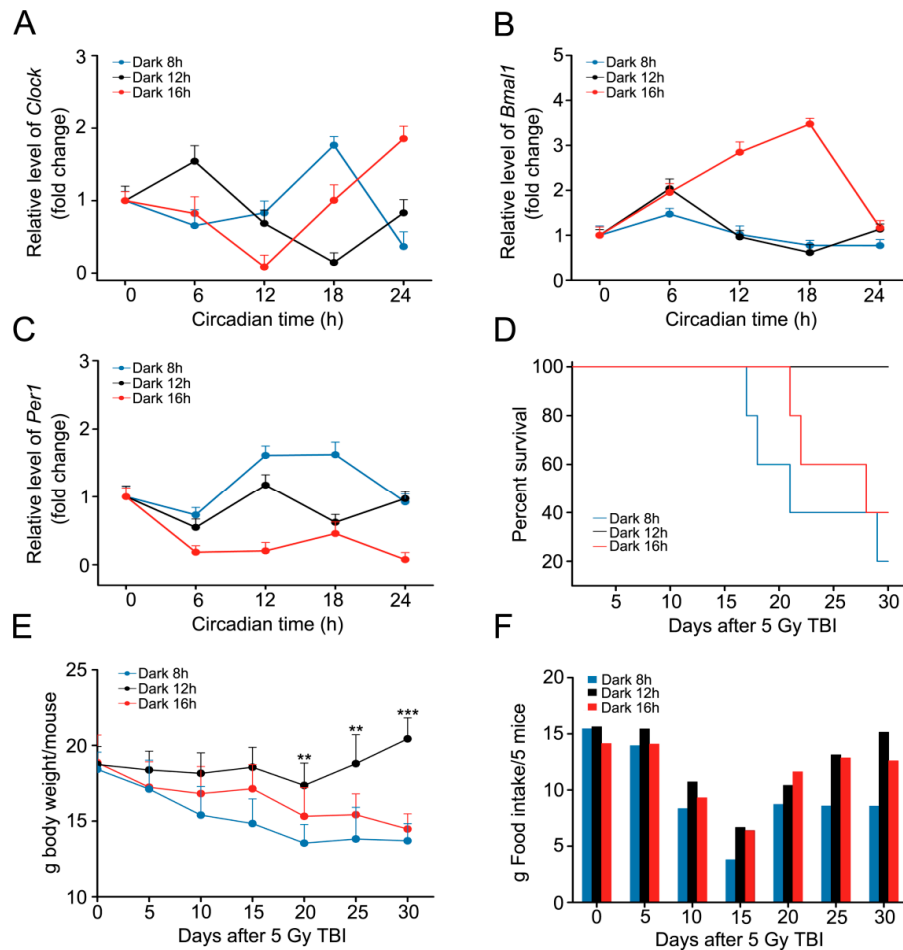 A
Relative level of Clock
(fold change)
3
2
1
0
Dark 8h
Dark 12h
Dark 16h
0 6 12 18 24
Circadian time (h)
B
Relative level of Bmal1
(fold change)
5
4
3
2
1
0
Dark 8h
Dark 12h
Dark 16h
0 6 12 18 24
Circadian time (h)
C
Relative level of Per1
(fold change)
3
2
1
0
Dark 8h
Dark 12h
Dark 16h
0 6 12 18 24
Circadian time (h)
D
Percent survival
100
80
60
40
20
Dark 8h
Dark 12h
Dark 16h
5 10 15 20 25 30
Days after 5 Gy TBI
E
g body weight/mouse
25
20
15
10
Dark 8h
Dark 12h
Dark 16h
** ** ***
0 5 10 15 20 25 30
Days after 5 Gy TBI
F
g Food intake/5 mice
20
15
10
5
0
Dark 8h
Dark 12h
Dark 16h
0 5 10 15 20 25 30
Days after 5 Gy TBI